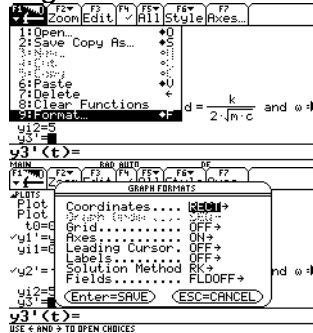 F1 F2 F3 F4 F5 F6 F7
Zoom Edit ✓ All Style Axes...
1:Open... ♦O
2:Save Copy As... ♦S
6:Paste ♦V
7:Delete ←
8:Clear Functions
9:Format... ♦F
d = k / 2·√m·c and ω =
yi2=5
y3'=
y3'(t)=
MAIN RAD AUTO DE
F1 F2 F3 F4 F5 F6 F7
GRAPH FORMATS
PLOTS
Plot
Plot
t0=
✓y1'=
yi1=
✓y2'=
yi2=5
y3'=
Coordinates.... RECT→
Grid........... OFF→
Axes........... ON→
Leading Cursor. OFF→
Labels......... OFF→
Solution Method RK→
Fields......... FLDOFF→
nd ω =
Enter=SAVE ESC=CANCEL
y3'(t)=
USE ← AND → TO OPEN CHOICES